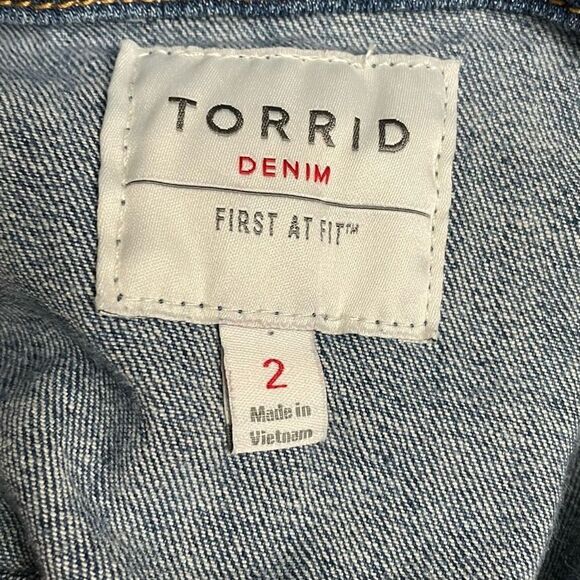 TORRID
DENIM
FIRST AT FIT™
2
Made in
Vietnam